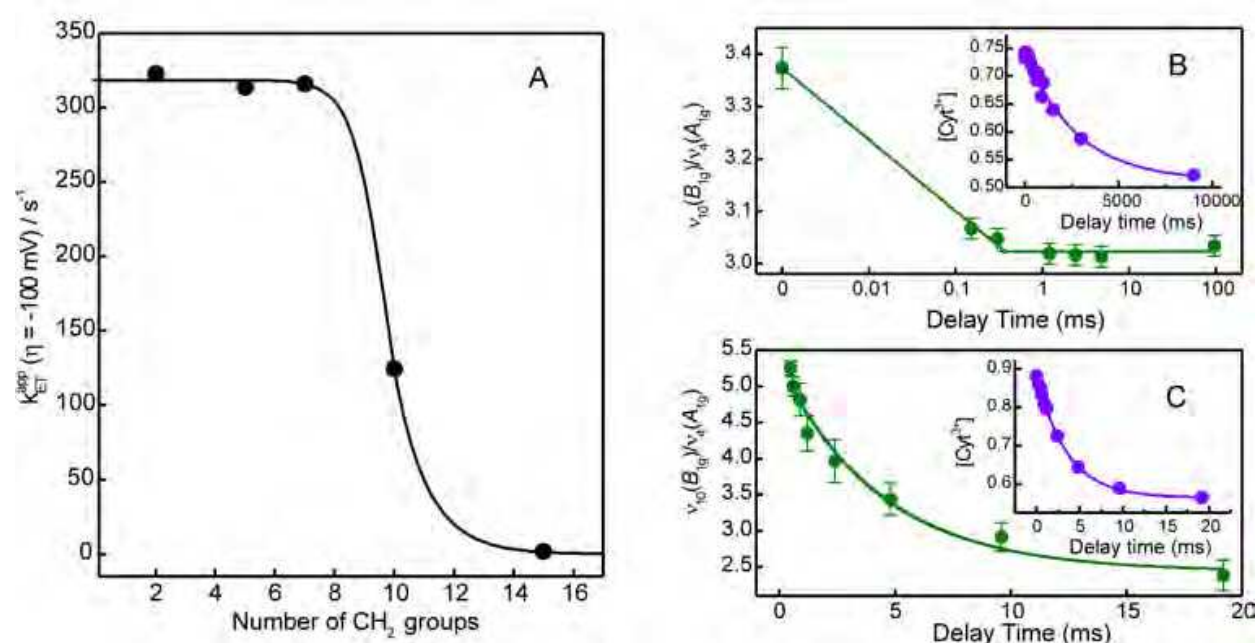 350
300
250
200
150
100
50
0
K_ET^app (η = -100 mV) / s⁻¹
A
2 4 6 8 10 12 14 16
Number of CH₂ groups
3.4
3.3
3.2
3.1
3.0
ν₁₀(B₁g)/ν₄(A₁g)
B
0.75
0.70
0.65
0.60
0.55
0.50
[Cyt³⁺]
0 5000 10000
Delay time (ms)
0 0.01 0.1 1 10 100
Delay Time (ms)
5.5
5.0
4.5
4.0
3.5
3.0
2.5
ν₁₀(B₁g)/ν₄(A₁g)
C
0.9
0.8
0.7
0.6
[Cyt³⁺]
0 5 10 15 20
Delay time (ms)
0 5 10 15 20
Delay Time (ms)